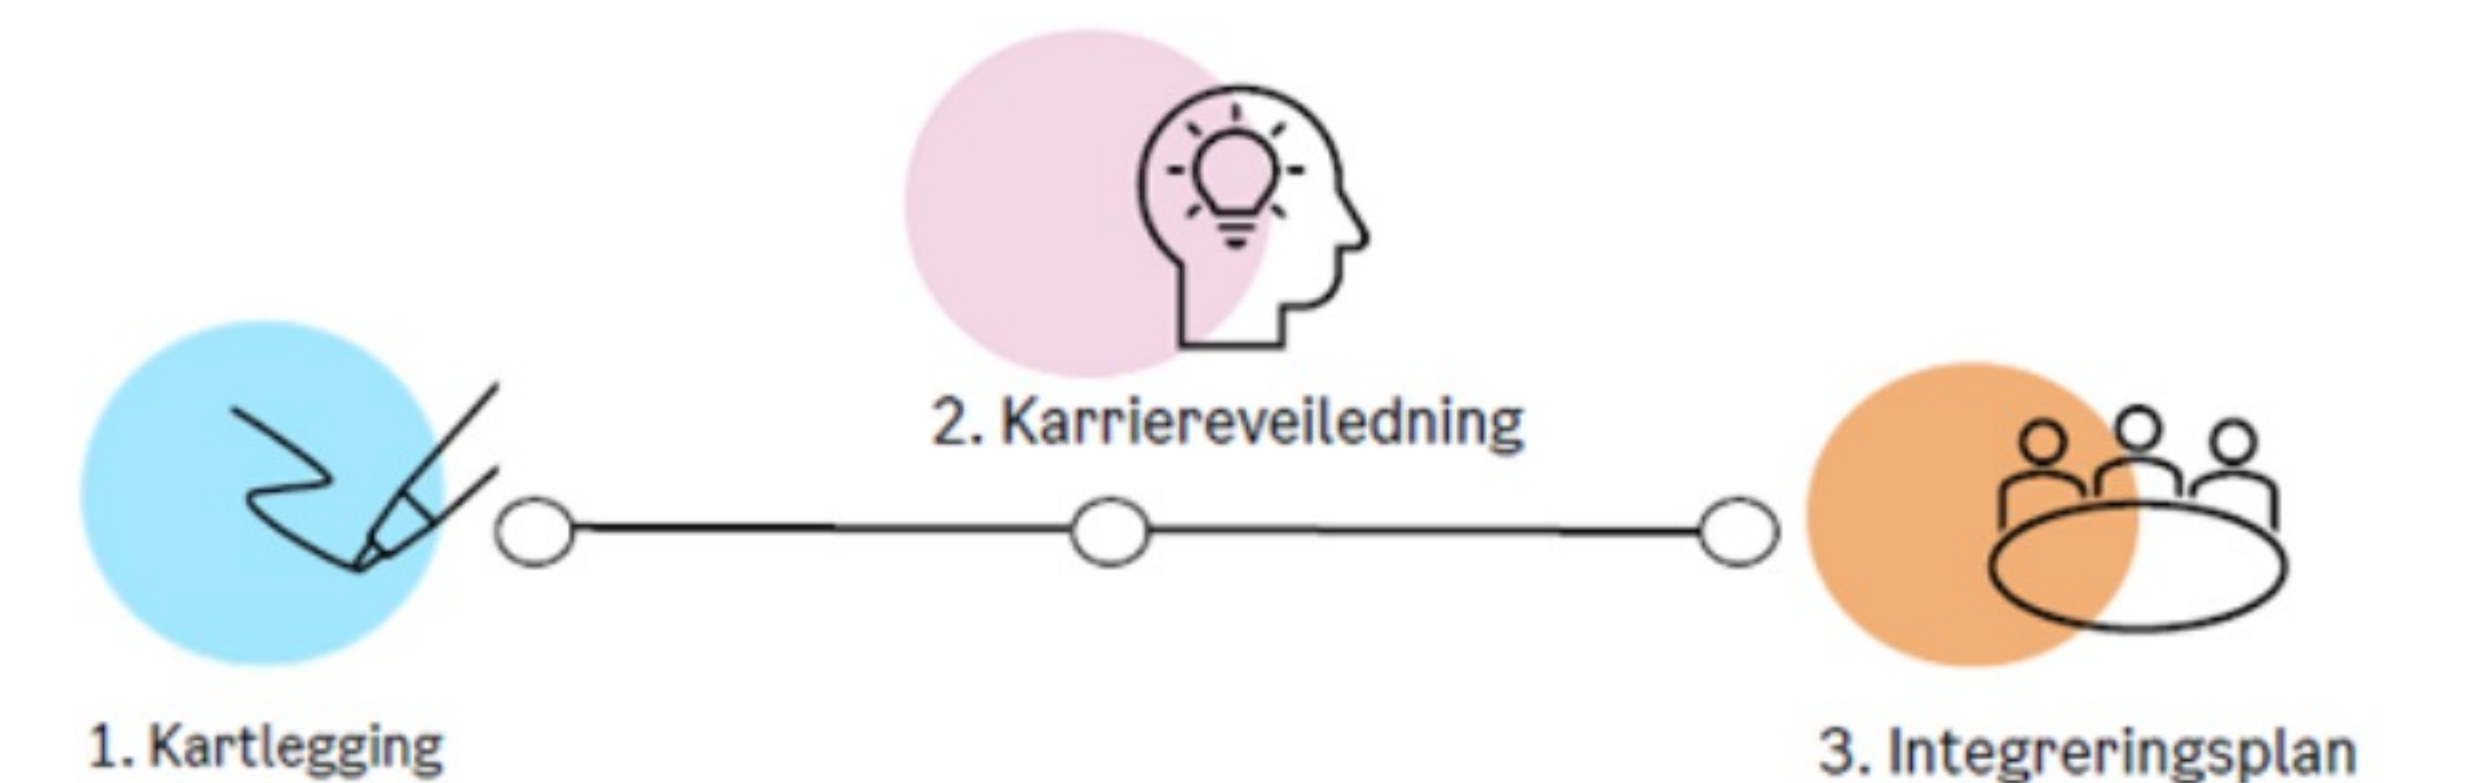 1. Kartlegging
2. Karriereveiledning
3. Integreringsplan